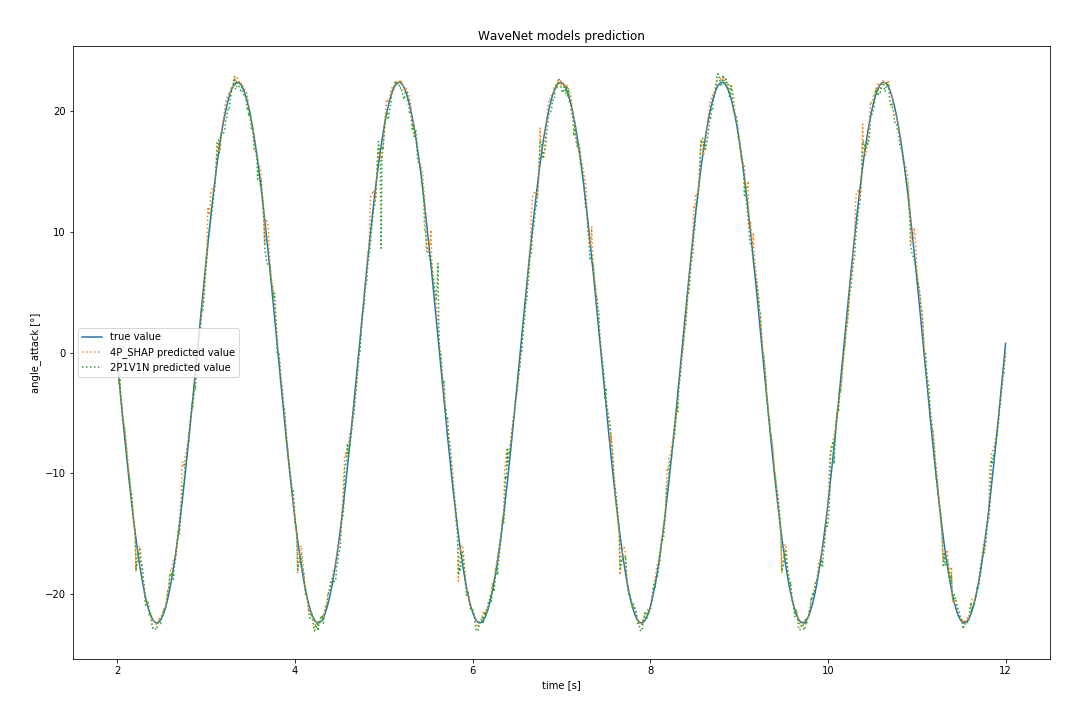 WaveNet models prediction
angle_attack [°]
20
10
0
−10
−20
true value
4P_SHAP predicted value
2P1V1N predicted value
2
4
6
8
10
12
time [s]